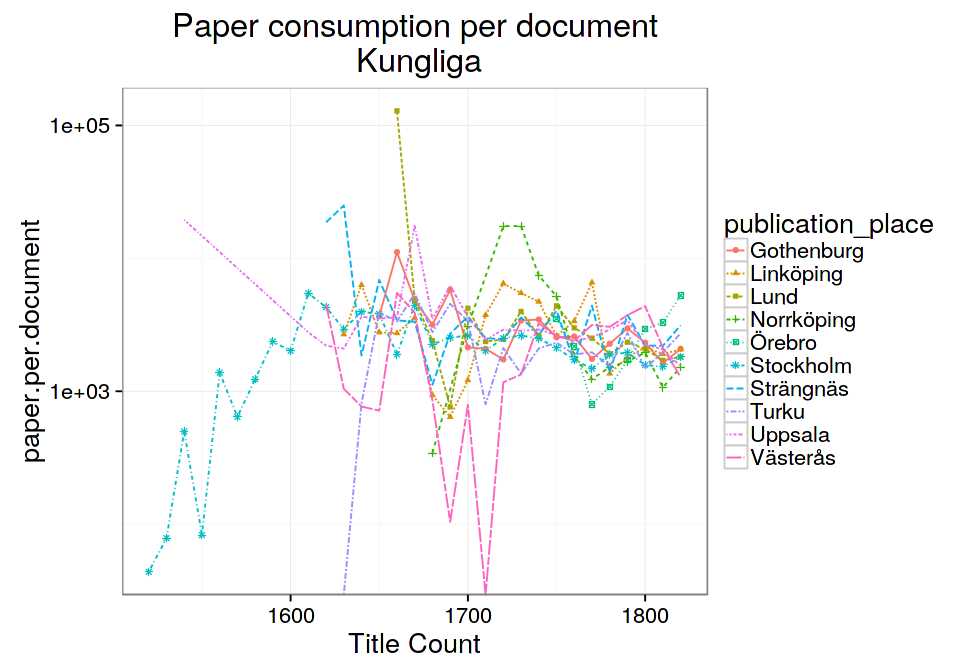 Paper consumption per document
Kungliga
1e+05
1e+03
paper.per.document
1600
1700
1800
Title Count
publication_place
Gothenburg
Linköping
Lund
Norrköping
Örebro
Stockholm
Strängnäs
Turku
Uppsala
Västerås